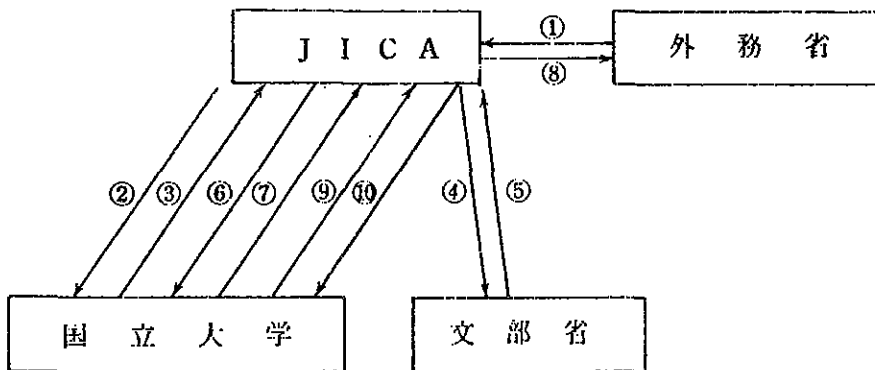 ①
J I C A
外 務 省
⑧
② ③ ⑥ ⑦ ⑨ ⑩ ④ ⑤
国 立 大 学
文 部 省